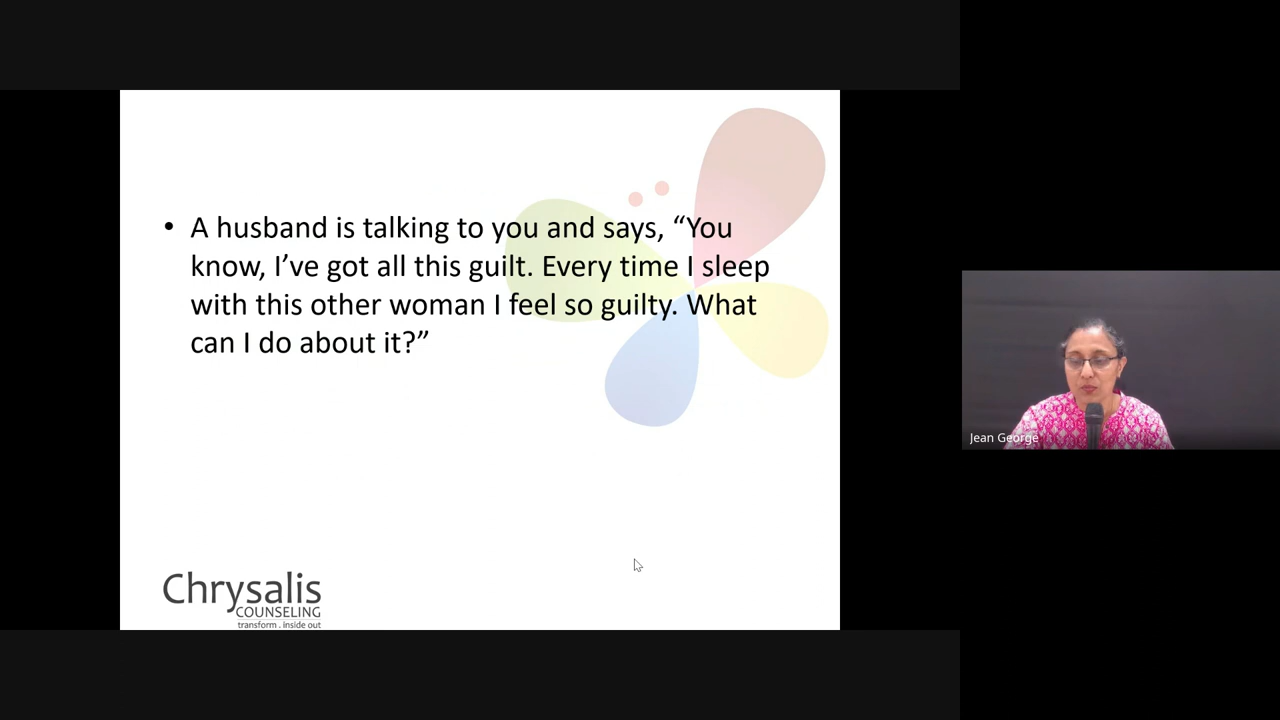 • A husband is talking to you and says, “You
know, I’ve got all this guilt. Every time I sleep
with this other woman I feel so guilty. What
can I do about it?”
Jean George
Chrysalis
COUNSELING
transform . inside out